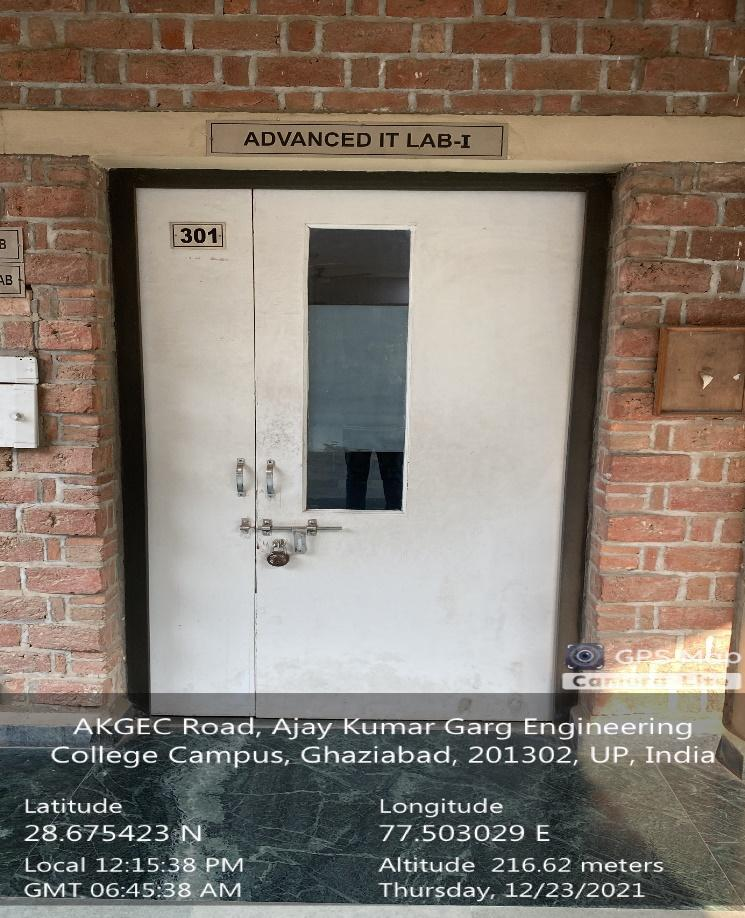 ADVANCED IT LAB-I
301
B
AB
GPS Map
Camera Lite
AKGEC Road, Ajay Kumar Garg Engineering
College Campus, Ghaziabad, 201302, UP, India
Latitude
28.675423 N
Longitude
77.503029 E
Local 12:15:38 PM
GMT 06:45:38 AM
Altitude 216.62 meters
Thursday, 12/23/2021